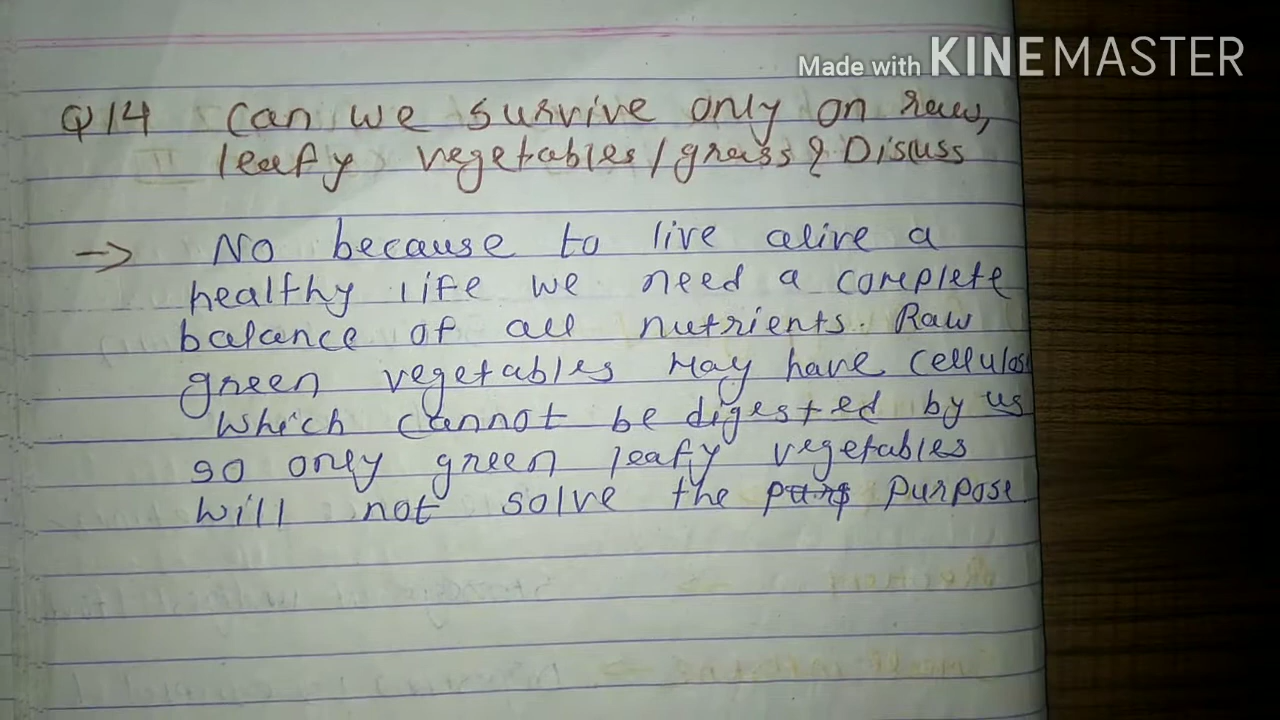 Made with KINEMASTER
Q14 Can we survive only on raw,
leafy vegetables/grass? Discuss
→ No because to live alive a
healthy life we need a complete
balance of all nutrients. Raw
green vegetables May have cellulos
which cannot be digested by us
so only green leafy vegetables
will not solve the purpose